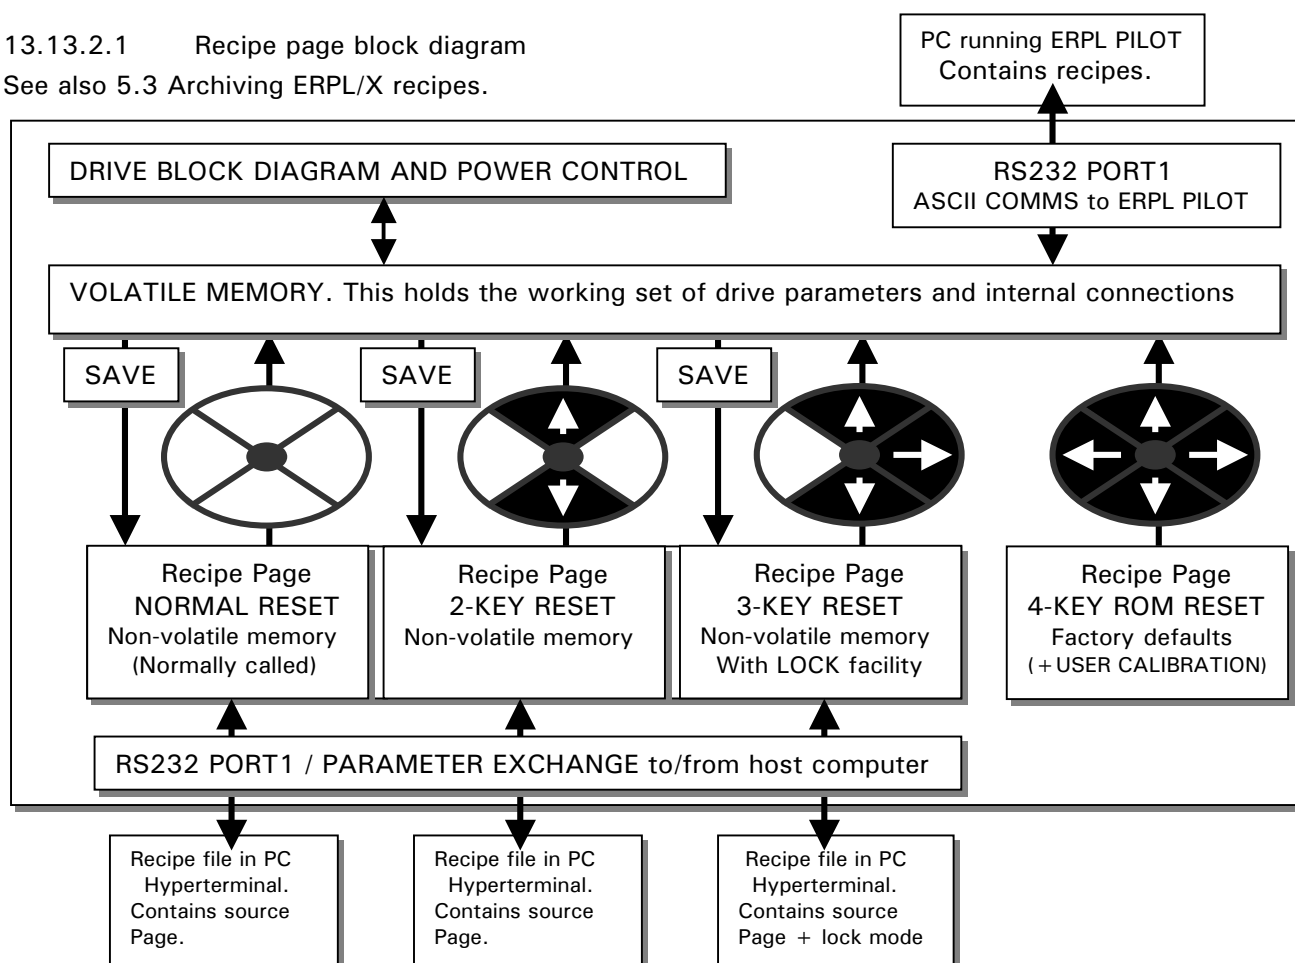 13.13.2.1 Recipe page block diagram
See also 5.3 Archiving ERPL/X recipes.
PC running ERPL PILOT
Contains recipes.
DRIVE BLOCK DIAGRAM AND POWER CONTROL
RS232 PORT1
ASCII COMMS to ERPL PILOT
VOLATILE MEMORY. This holds the working set of drive parameters and internal connections
SAVE
SAVE
SAVE
Recipe Page
NORMAL RESET
Non-volatile memory
(Normally called)
Recipe Page
2-KEY RESET
Non-volatile memory
Recipe Page
3-KEY RESET
Non-volatile memory
With LOCK facility
Recipe Page
4-KEY ROM RESET
Factory defaults
(+USER CALIBRATION)
RS232 PORT1 / PARAMETER EXCHANGE to/from host computer
Recipe file in PC
Hyperterminal.
Contains source
Page.
Recipe file in PC
Hyperterminal.
Contains source
Page.
Recipe file in PC
Hyperterminal.
Contains source
Page + lock mode